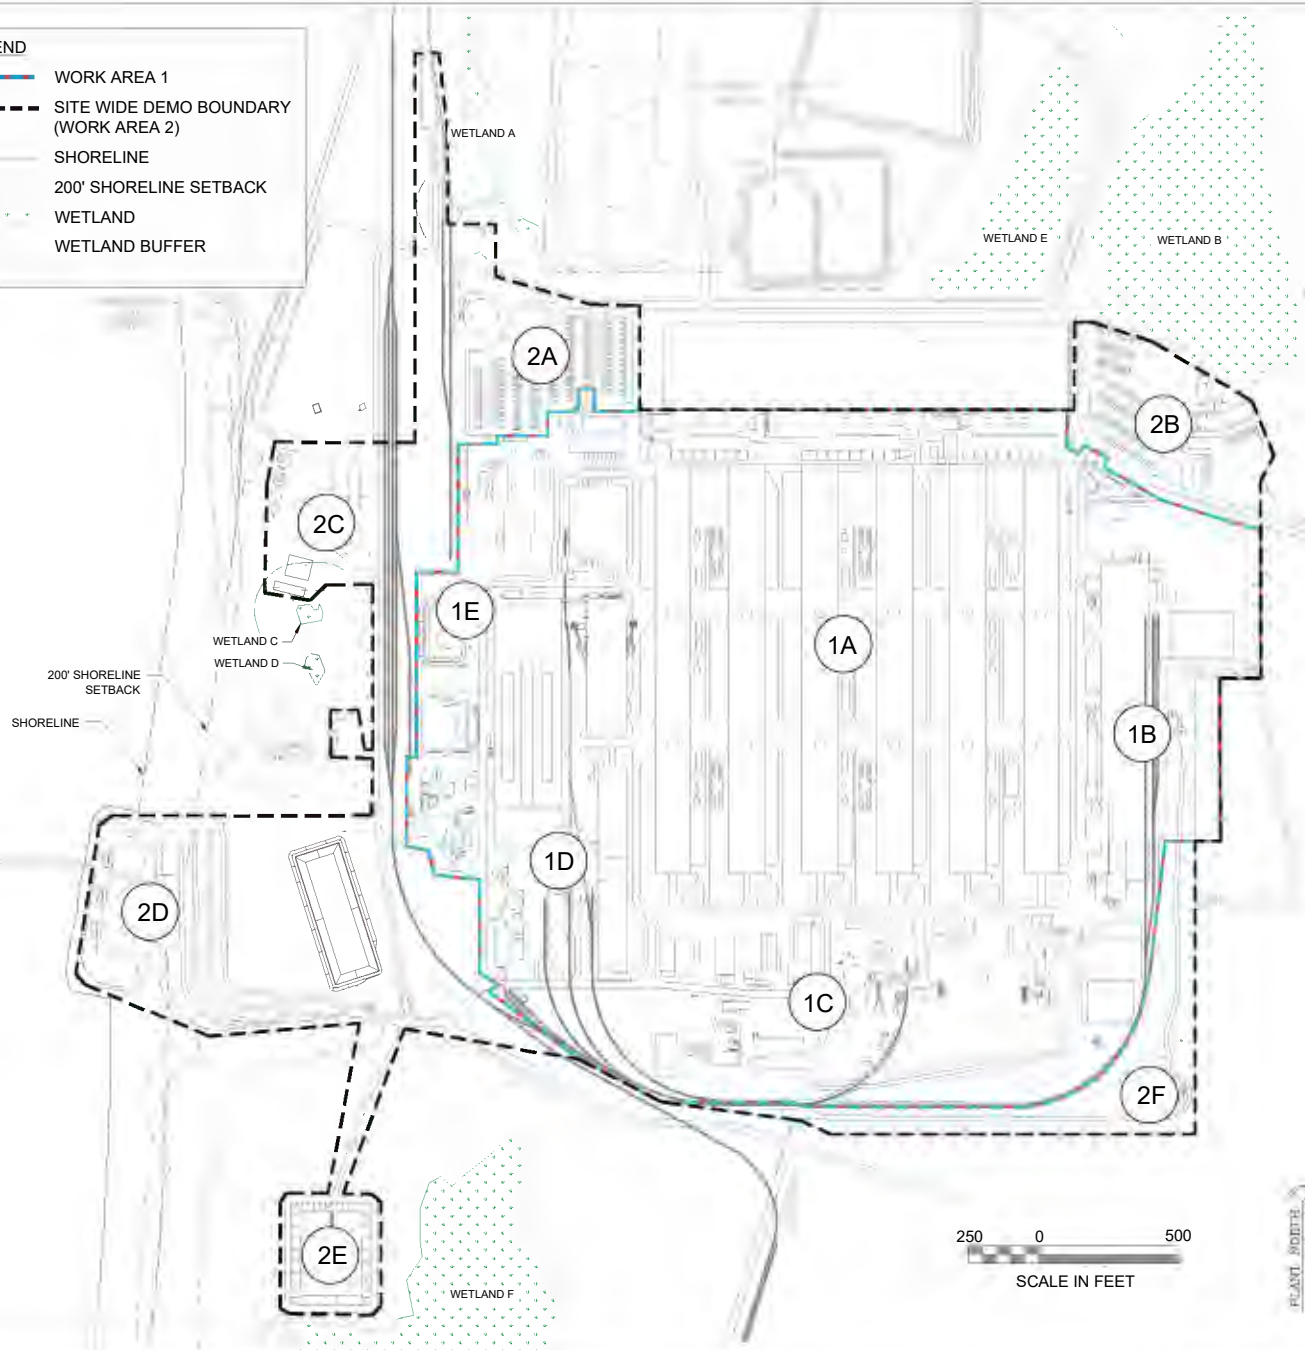 END
WORK AREA 1
SITE WIDE DEMO BOUNDARY
(WORK AREA 2)
SHORELINE
200' SHORELINE SETBACK
WETLAND
WETLAND BUFFER
WETLAND A
WETLAND E
WETLAND B
2A
2B
2C
1E
1A
WETLAND C
WETLAND D
200' SHORELINE
SETBACK
SHORELINE
1B
1D
2D
1C
2F
2E
WETLAND F
250 0 500
SCALE IN FEET
PLANT NORTH